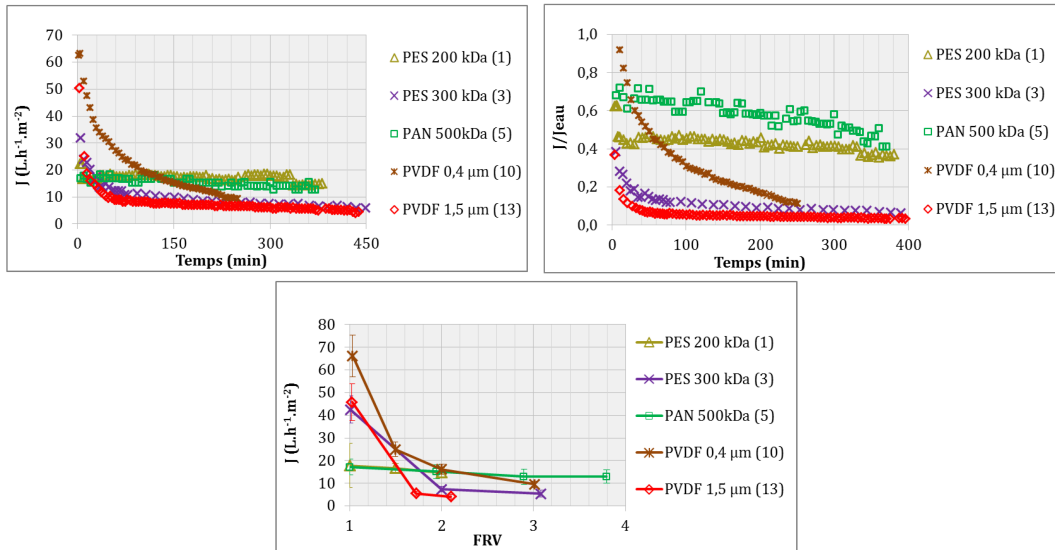 70
60
50
40
30
20
10
0
J (L.h⁻¹.m⁻²)
0
150
300
450
Temps (min)
PES 200 kDa (1)
PES 300 kDa (3)
PAN 500kDa (5)
PVDF 0,4 µm (10)
PVDF 1,5 µm (13)
1,0
0,8
0,6
0,4
0,2
0,0
J/Jeau
0
100
200
300
400
Temps (min)
PES 200 kDa (1)
PES 300 kDa (3)
PAN 500kDa (5)
PVDF 0,4 µm (10)
PVDF 1,5 µm (13)
80
70
60
50
40
30
20
10
0
J (L.h⁻¹.m⁻²)
1
2
3
4
FRV
PES 200 kDa (1)
PES 300 kDa (3)
PAN 500kDa (5)
PVDF 0,4 µm (10)
PVDF 1,5 µm (13)